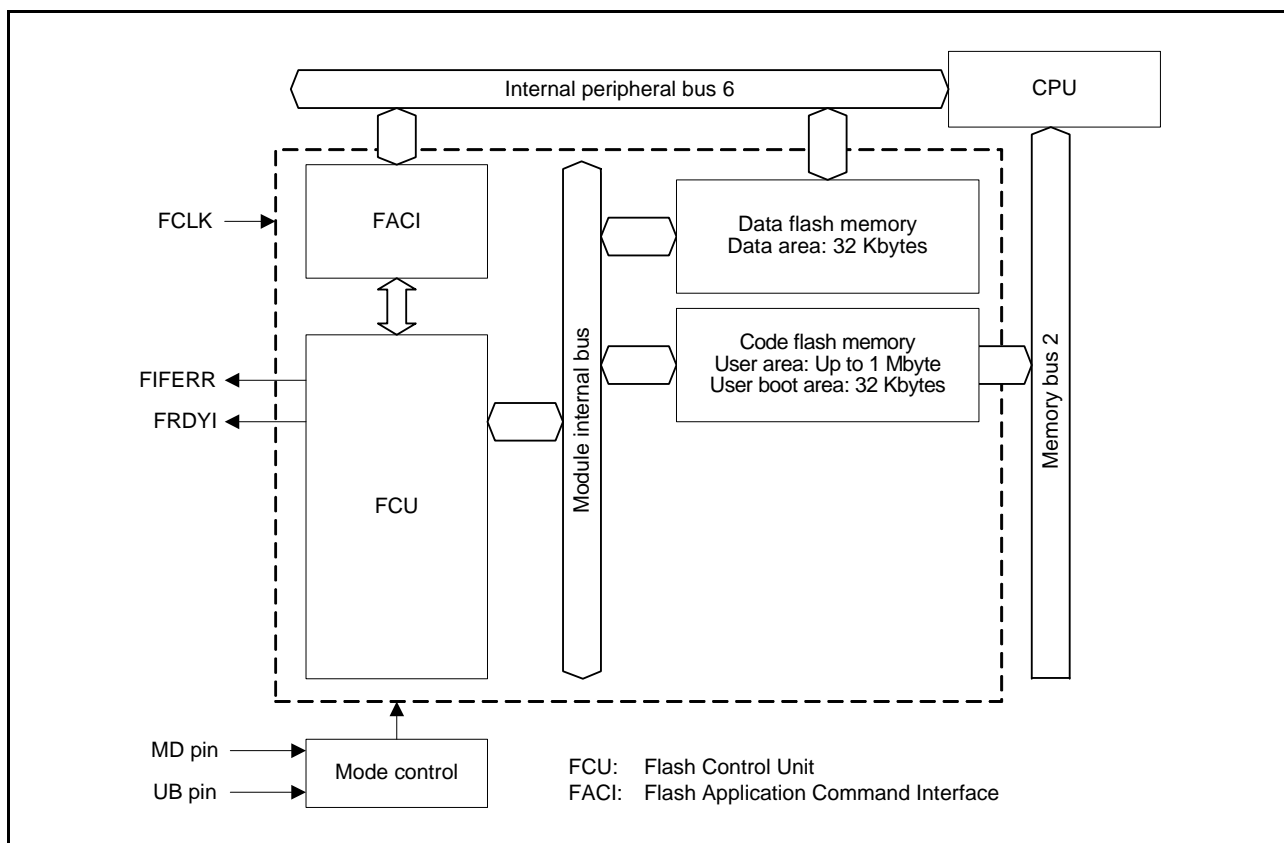 Internal peripheral bus 6
CPU
FCLK
FACI
Data flash memory
Data area: 32 Kbytes
Code flash memory
User area: Up to 1 Mbyte
User boot area: 32 Kbytes
FIFERR
FRDYI
FCU
Module internal bus
Memory bus 2
MD pin
UB pin
Mode control
FCU: Flash Control Unit
FACI: Flash Application Command Interface